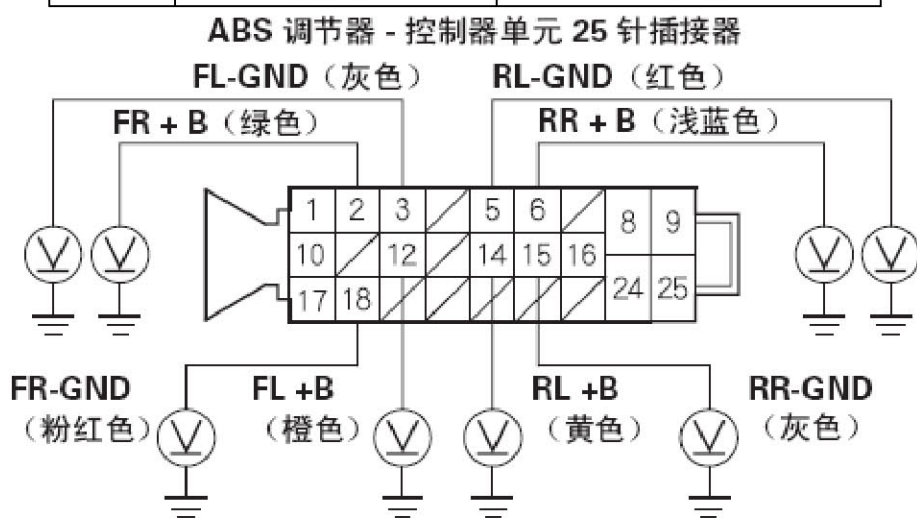 ABS 调节器 - 控制器单元 25 针插接器
FL-GND（灰色） RL-GND（红色）
FR + B（绿色） RR + B（浅蓝色）
1 2 3 5 6 8 9
10 12 14 15 16
17 18 24 25
V V V V
FR-GND FL +B RL +B RR-GND
（粉红色） （橙色） （黄色） （灰色）
V V V V